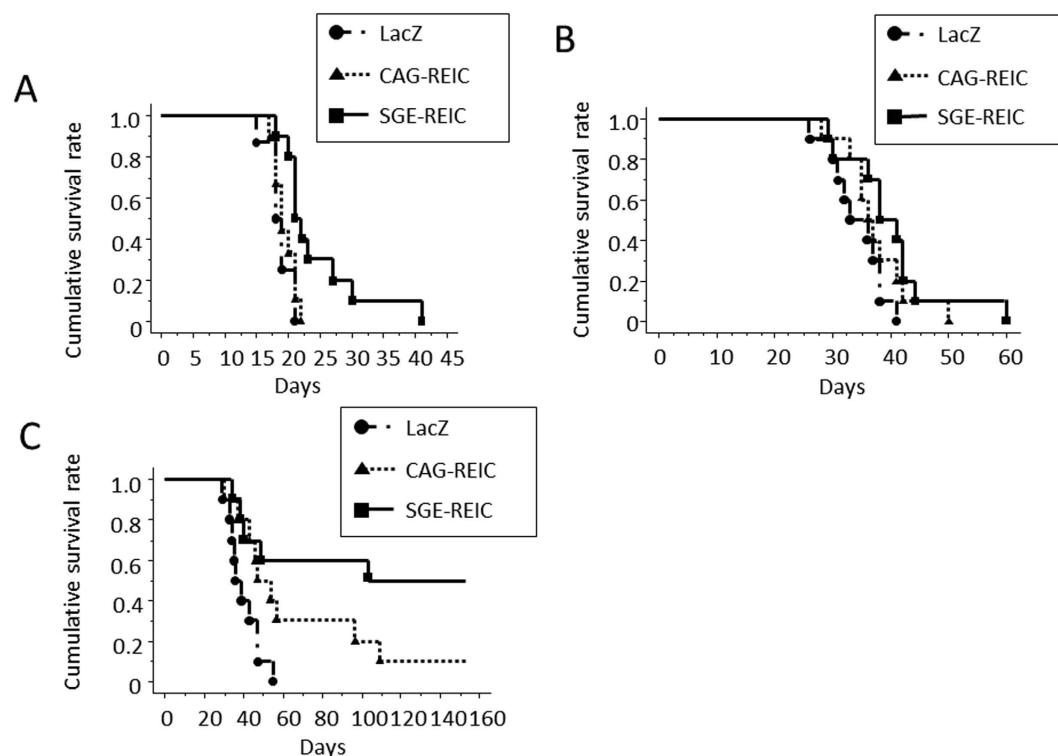 A
LacZ
CAG-REIC
SGE-REIC
Cumulative survival rate
1.0
0.8
0.6
0.4
0.2
0
0 5 10 15 20 25 30 35 40 45
Days
B
LacZ
CAG-REIC
SGE-REIC
Cumulative survival rate
1.0
0.8
0.6
0.4
0.2
0
0 10 20 30 40 50 60
Days
C
LacZ
CAG-REIC
SGE-REIC
Cumulative survival rate
1.0
0.8
0.6
0.4
0.2
0
0 20 40 60 80 100 120 140 160
Days